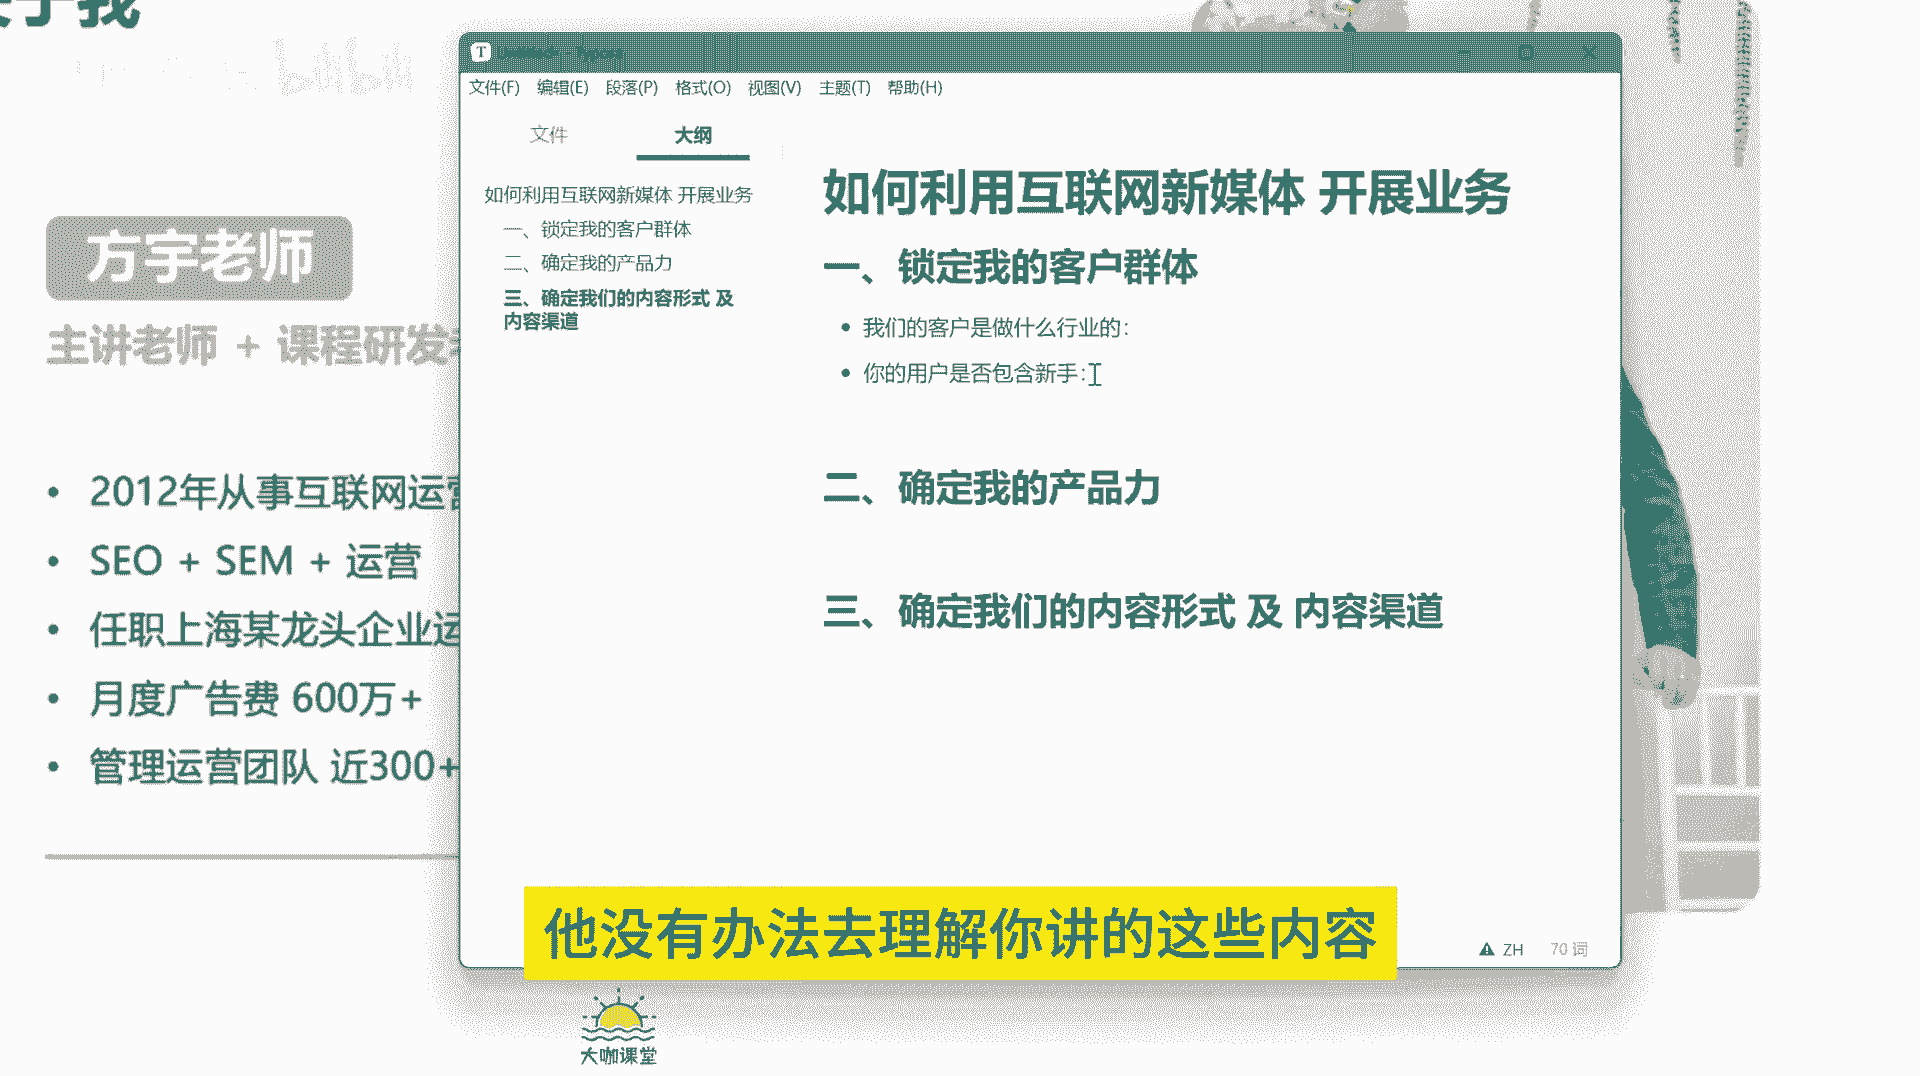 关于我
bilibili
方宇老师
主讲老师 + 课程研发老
2012年从事互联网运营
SEO + SEM + 运营
任职上海某龙头企业运
月度广告费 600万+
管理运营团队 近300+
文件(F) 编辑(E) 段落(P) 格式(O) 视图(V) 主题(T) 帮助(H)
文件 大纲
如何利用互联网新媒体 开展业务
一、锁定我的客户群体
二、确定我的产品力
三、确定我们的内容形式 及
内容渠道
如何利用互联网新媒体 开展业务
一、锁定我的客户群体
我们的客户是做什么行业的：
你的用户是否包含新手：
二、确定我的产品力
三、确定我们的内容形式 及 内容渠道
ZH 70 词
他没有办法去理解你讲的这些内容
大咖课堂